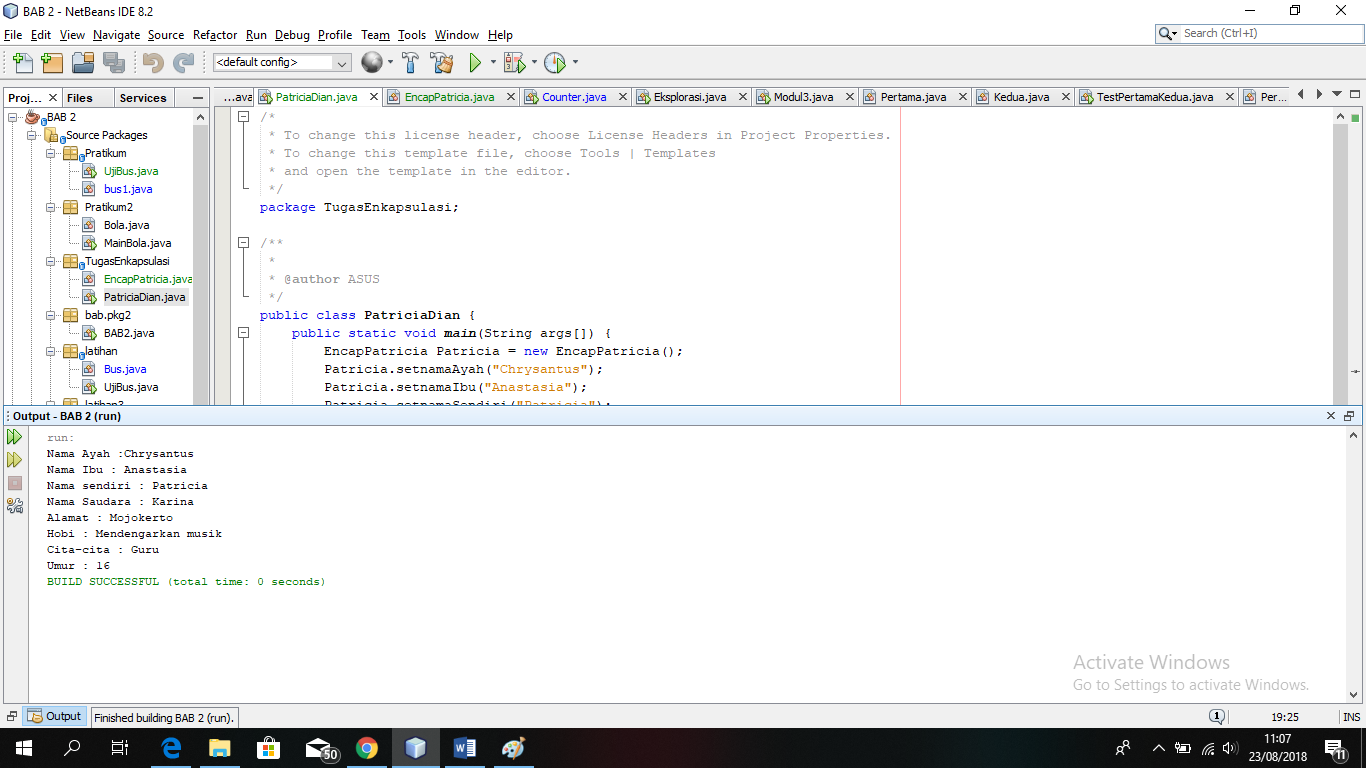 BAB 2 - NetBeans IDE 8.2
File Edit View Navigate Source Refactor Run Debug Profile Team Tools Window Help
Search (Ctrl+I)
<default config>
Proj... Files Services
...ava PatriciaDian.java EncapPatricia.java Counter.java Eksplorasi.java Modul3.java Pertama.java Kedua.java TestPertamaKedua.java Per...
BAB 2
Source Packages
Pratikum
UjiBus.java
bus1.java
Pratikum2
Bola.java
MainBola.java
TugasEnkapsulasi
EncapPatricia.java
PatriciaDian.java
bab.pkg2
BAB2.java
latihan
Bus.java
UjiBus.java
latihan3
/*
* To change this license header, choose License Headers in Project Properties.
* To change this template file, choose Tools | Templates
* and open the template in the editor.
*/
package TugasEnkapsulasi;
/**
*
* @author ASUS
*/
public class PatriciaDian {
public static void main(String args[]) {
EncapPatricia Patricia = new EncapPatricia();
Patricia.setnamaAyah("Chrysantus");
Patricia.setnamaIbu("Anastasia");
Patricia.setnamaSendiri("Patricia");
Output - BAB 2 (run)
run:
Nama Ayah :Chrysantus
Nama Ibu : Anastasia
Nama sendiri : Patricia
Nama Saudara : Karina
Alamat : Mojokerto
Hobi : Mendengarkan musik
Cita-cita : Guru
Umur : 16
BUILD SUCCESSFUL (total time: 0 seconds)
Activate Windows
Go to Settings to activate Windows.
Output
Finished building BAB 2 (run).
1
19:25
INS
50
11:07
23/08/2018
11